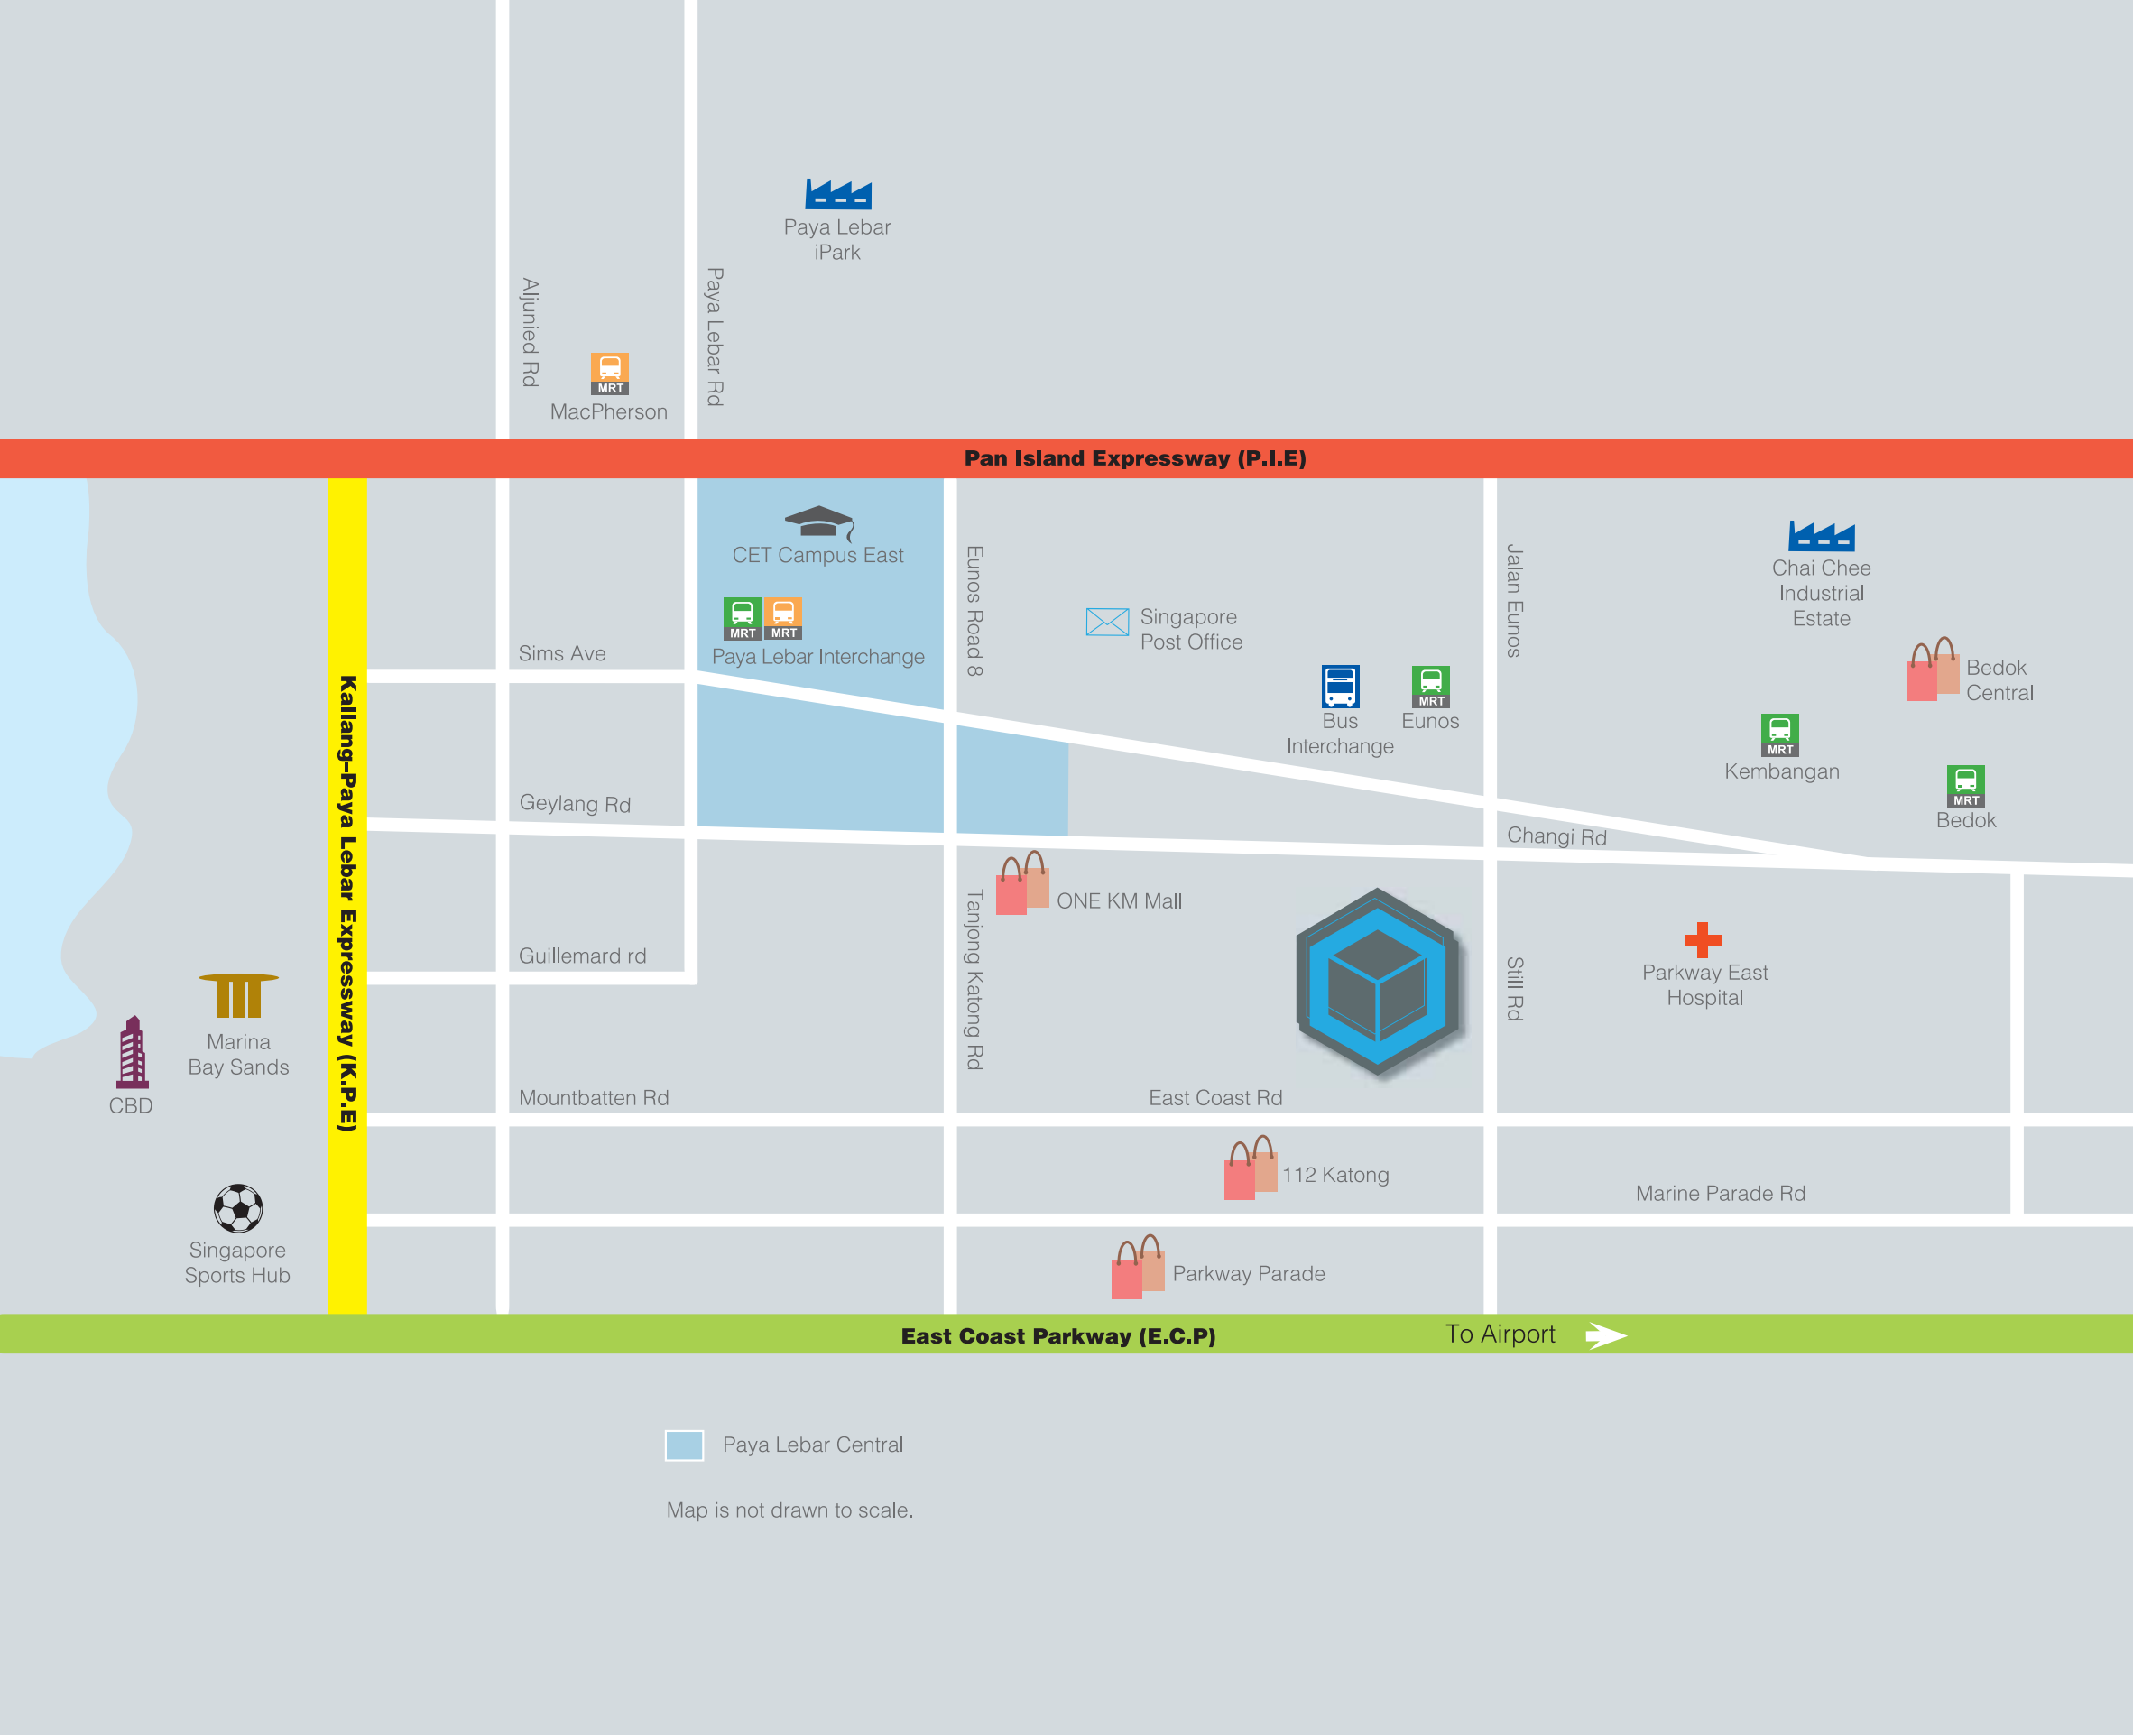 Paya Lebar
iPark
Aljunied Rd
Paya Lebar Rd
MRT
MacPherson
Pan Island Expressway (P.I.E)
CET Campus East
MRT MRT
Paya Lebar Interchange
Eunos Road 8
Singapore
Post Office
Jalan Eunos
Chai Chee
Industrial
Estate
Bedok
Central
Sims Ave
Bus
Interchange
MRT
Eunos
MRT
Kembangan
MRT
Bedok
Kallang–Paya Lebar Expressway (K.P.E)
Geylang Rd
Changi Rd
ONE KM Mall
Tanjong Katong Rd
Guillemard rd
Still Rd
Parkway East
Hospital
Marina
Bay Sands
CBD
Mountbatten Rd
East Coast Rd
112 Katong
Marine Parade Rd
Singapore
Sports Hub
Parkway Parade
East Coast Parkway (E.C.P)
To Airport
Paya Lebar Central
Map is not drawn to scale.